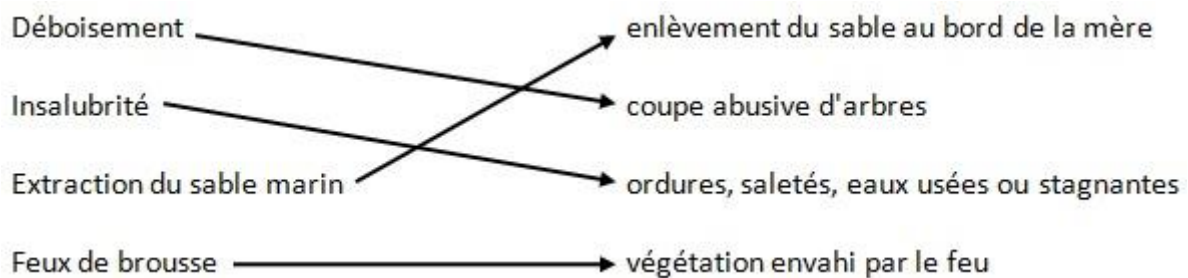 Déboisement
enlèvement du sable au bord de la mère
Insalubrité
coupe abusive d'arbres
Extraction du sable marin
ordures, saletés, eaux usées ou stagnantes
Feux de brousse
végétation envahi par le feu